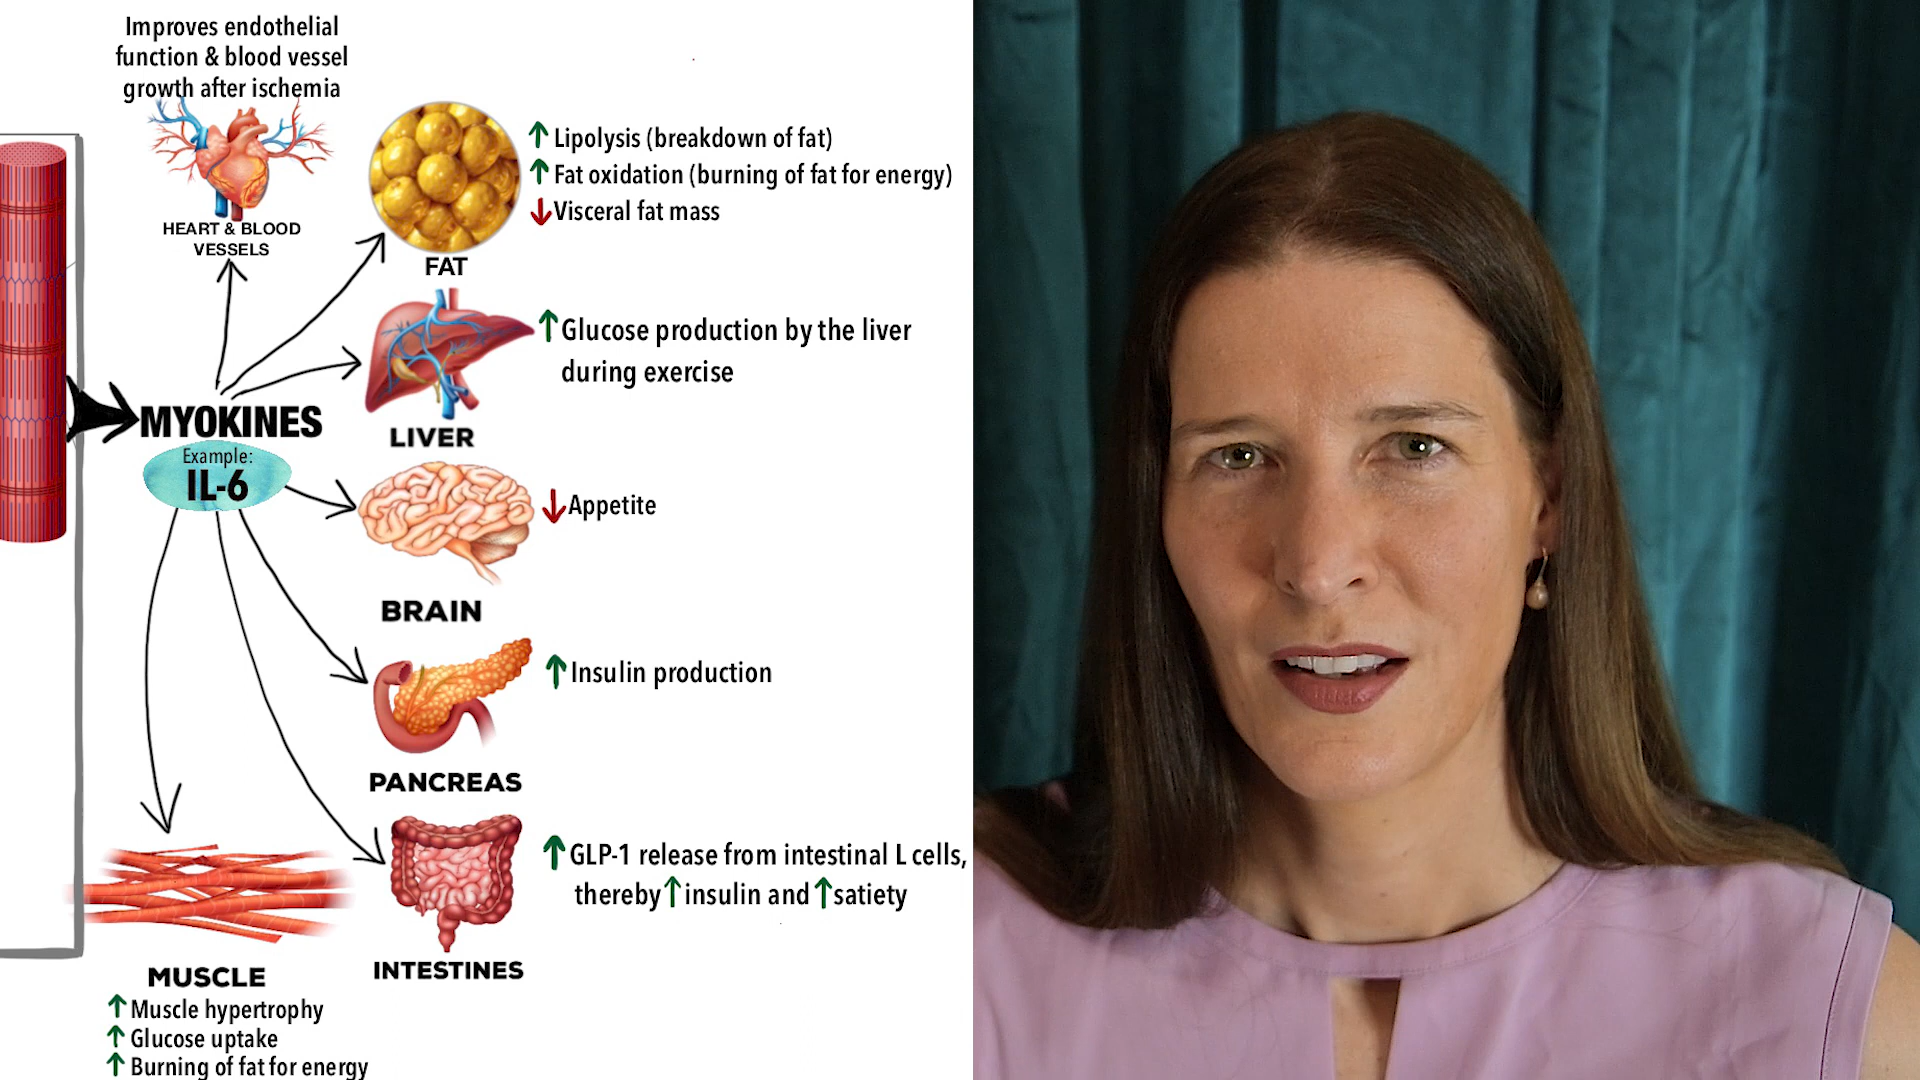 Improves endothelial
function & blood vessel
growth after ischemia
HEART & BLOOD
VESSELS
↑ Lipolysis (breakdown of fat)
↑ Fat oxidation (burning of fat for energy)
↓ Visceral fat mass
FAT
↑ Glucose production by the liver
during exercise
LIVER
MYOKINES
Example:
IL-6
↓ Appetite
BRAIN
↑ Insulin production
PANCREAS
↑ GLP-1 release from intestinal L cells,
thereby ↑ insulin and ↑ satiety
INTESTINES
MUSCLE
↑ Muscle hypertrophy
↑ Glucose uptake
↑ Burning of fat for energy